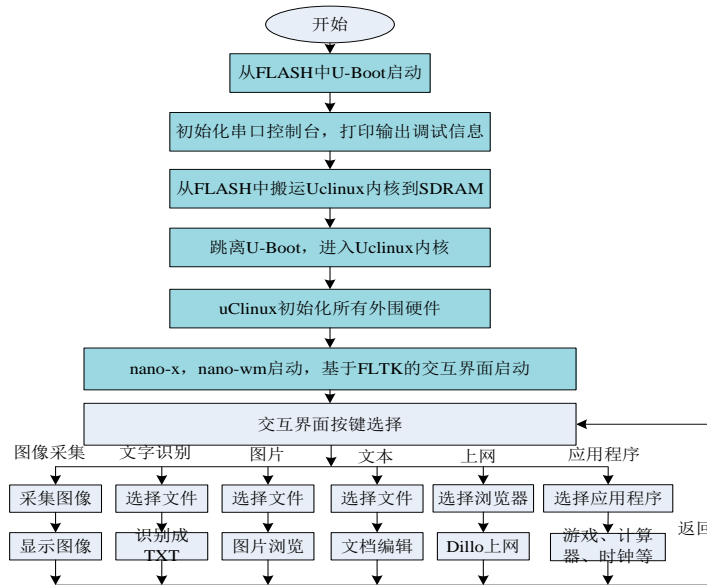 开始
从FLASH中U-Boot启动
初始化串口控制台，打印输出调试信息
从FLASH中搬运Uclinux内核到SDRAM
跳离U-Boot，进入Uclinux内核
uClinux初始化所有外围硬件
nano-x，nano-wm启动，基于FLTK的交互界面启动
交互界面按键选择
图像采集
文字识别
图片
文本
上网
应用程序
采集图像
选择文件
选择文件
选择文件
选择浏览器
选择应用程序
显示图像
识别成
TXT
图片浏览
文档编辑
Dillo上网
游戏、计算
器、时钟等
返回